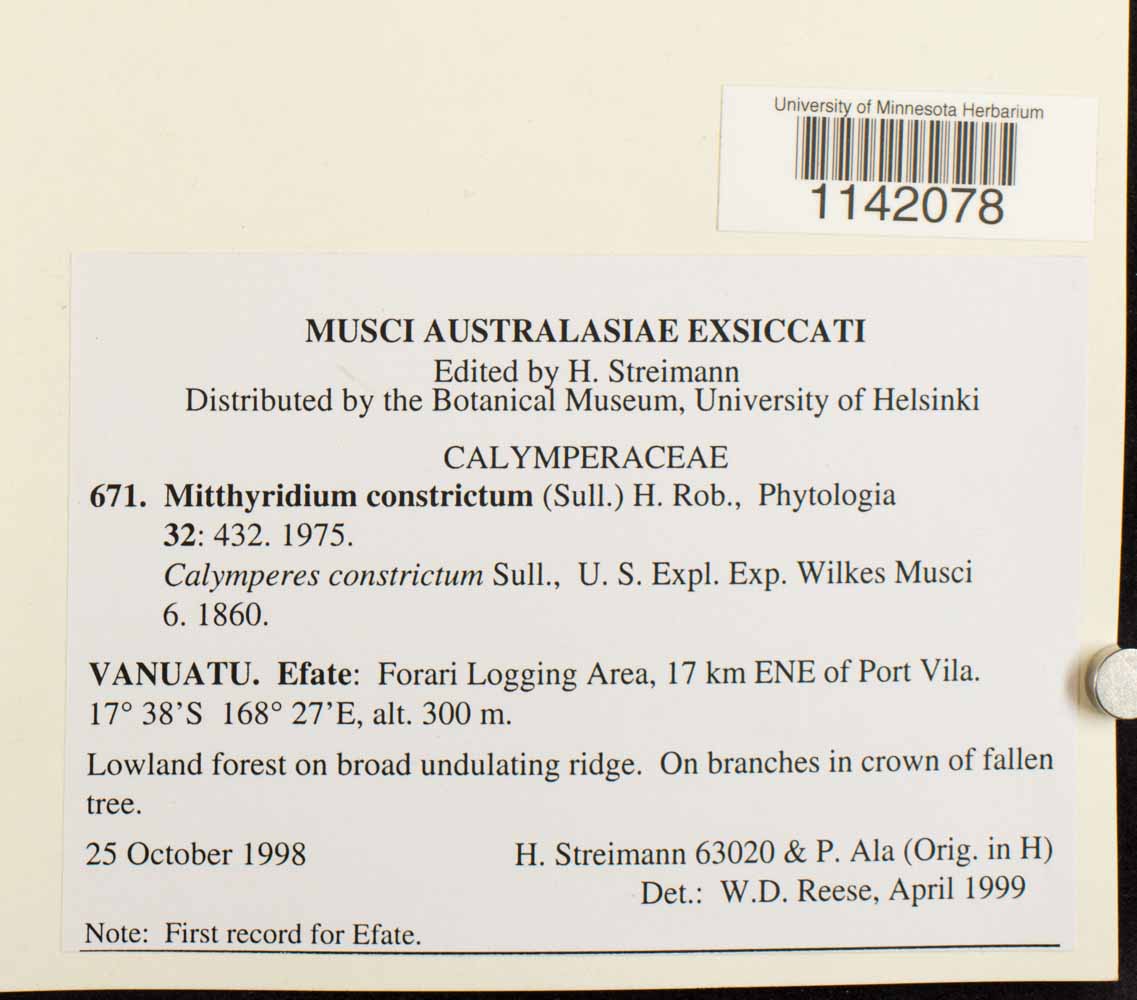 University of Minnesota Herbarium
1142078
MUSCI AUSTRALASIAE EXSICCATI
Edited by H. Streimann
Distributed by the Botanical Museum, University of Helsinki
CALYMPERACEAE
671. Mitthyridium constrictum (Sull.) H. Rob., Phytologia
32: 432. 1975.
Calymperes constrictum Sull., U. S. Expl. Exp. Wilkes Musci
6. 1860.
VANUATU. Efate: Forari Logging Area, 17 km ENE of Port Vila.
17° 38’S 168° 27’E, alt. 300 m.
Lowland forest on broad undulating ridge. On branches in crown of fallen
tree.
25 October 1998 H. Streimann 63020 & P. Ala (Orig. in H)
Det.: W.D. Reese, April 1999
Note: First record for Efate.